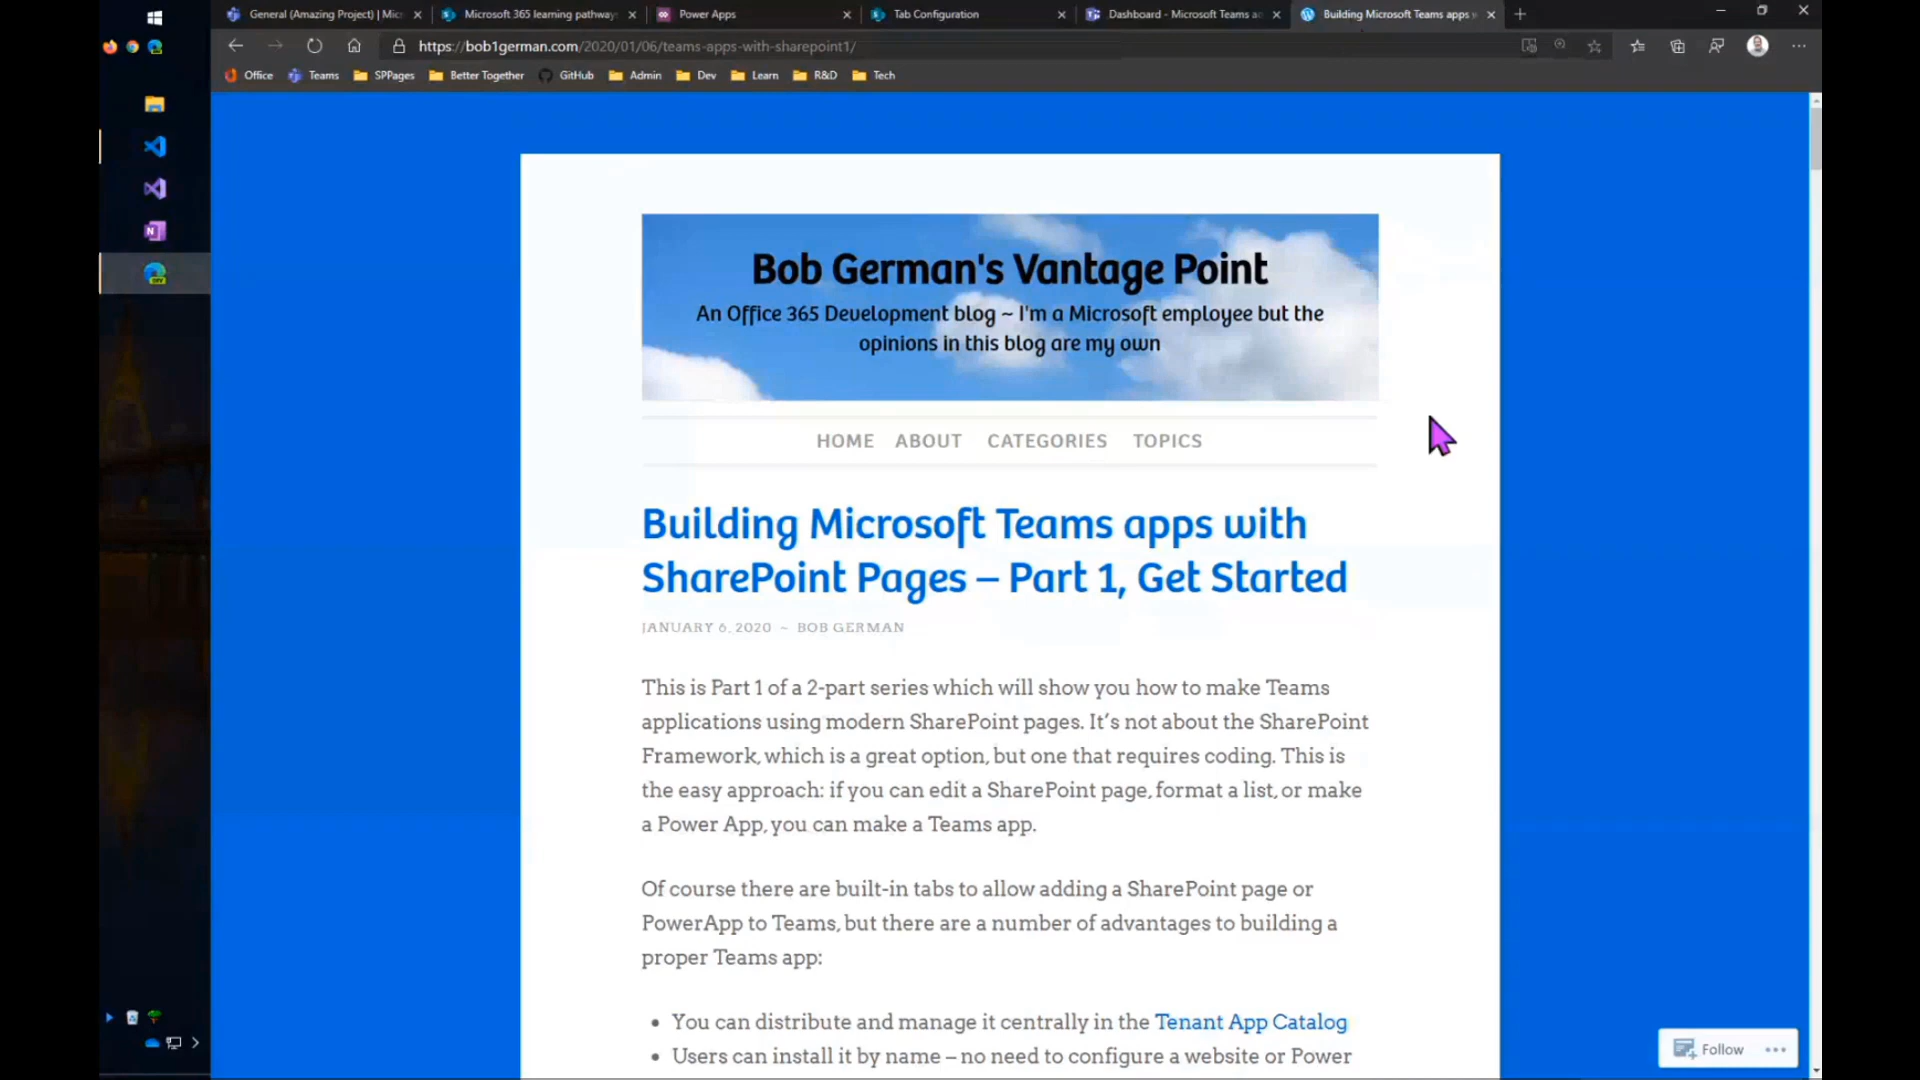 General (Amazing Project) | Micr
Microsoft 365 learning pathway
Power Apps
Tab Configuration
Dashboard - Microsoft Teams a
Building Microsoft Teams apps
https://bob1german.com/2020/01/06/teams-apps-with-sharepoint1/
Office
Teams
SPPages
Better Together
GitHub
Admin
Dev
Learn
R&D
Tech
Bob German's Vantage Point
An Office 365 Development blog ~ I'm a Microsoft employee but the
opinions in this blog are my own
HOME ABOUT CATEGORIES TOPICS
Building Microsoft Teams apps with
SharePoint Pages – Part 1, Get Started
JANUARY 6, 2020 ~ BOB GERMAN
This is Part 1 of a 2-part series which will show you how to make Teams
applications using modern SharePoint pages. It's not about the SharePoint
Framework, which is a great option, but one that requires coding. This is
the easy approach: if you can edit a SharePoint page, format a list, or make
a Power App, you can make a Teams app.
Of course there are built-in tabs to allow adding a SharePoint page or
PowerApp to Teams, but there are a number of advantages to building a
proper Teams app:
• You can distribute and manage it centrally in the Tenant App Catalog
• Users can install it by name – no need to configure a website or Power
Follow